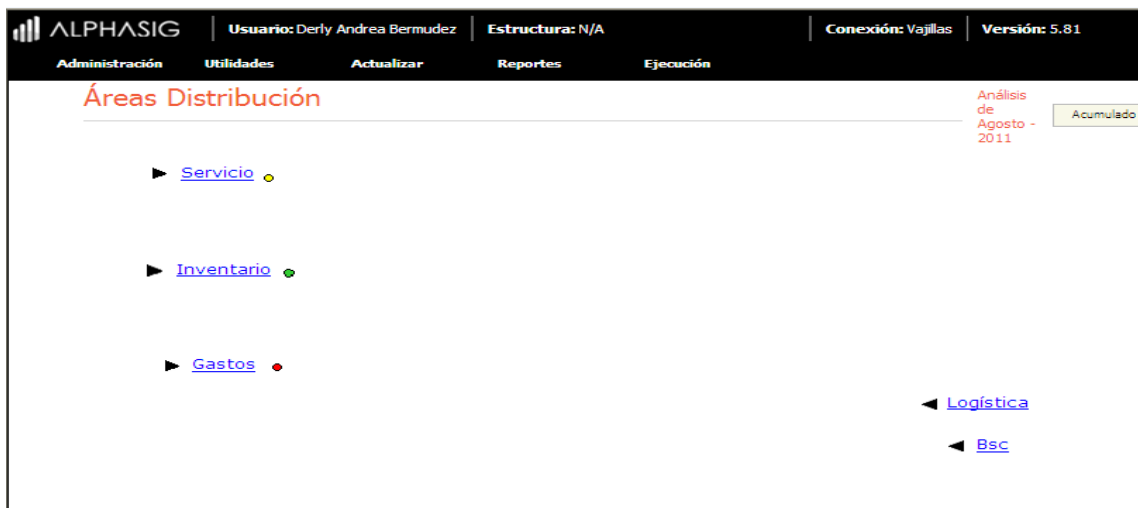 ALPHASIG Usuario: Derly Andrea Bermudez Estructura: N/A Conexión: Vajillas Versión: 5.81
Administración Utilidades Actualizar Reportes Ejecución
Áreas Distribución
Análisis
de
Agosto -
2011
Acumulado
Servicio
Inventario
Gastos
Logística
Bsc